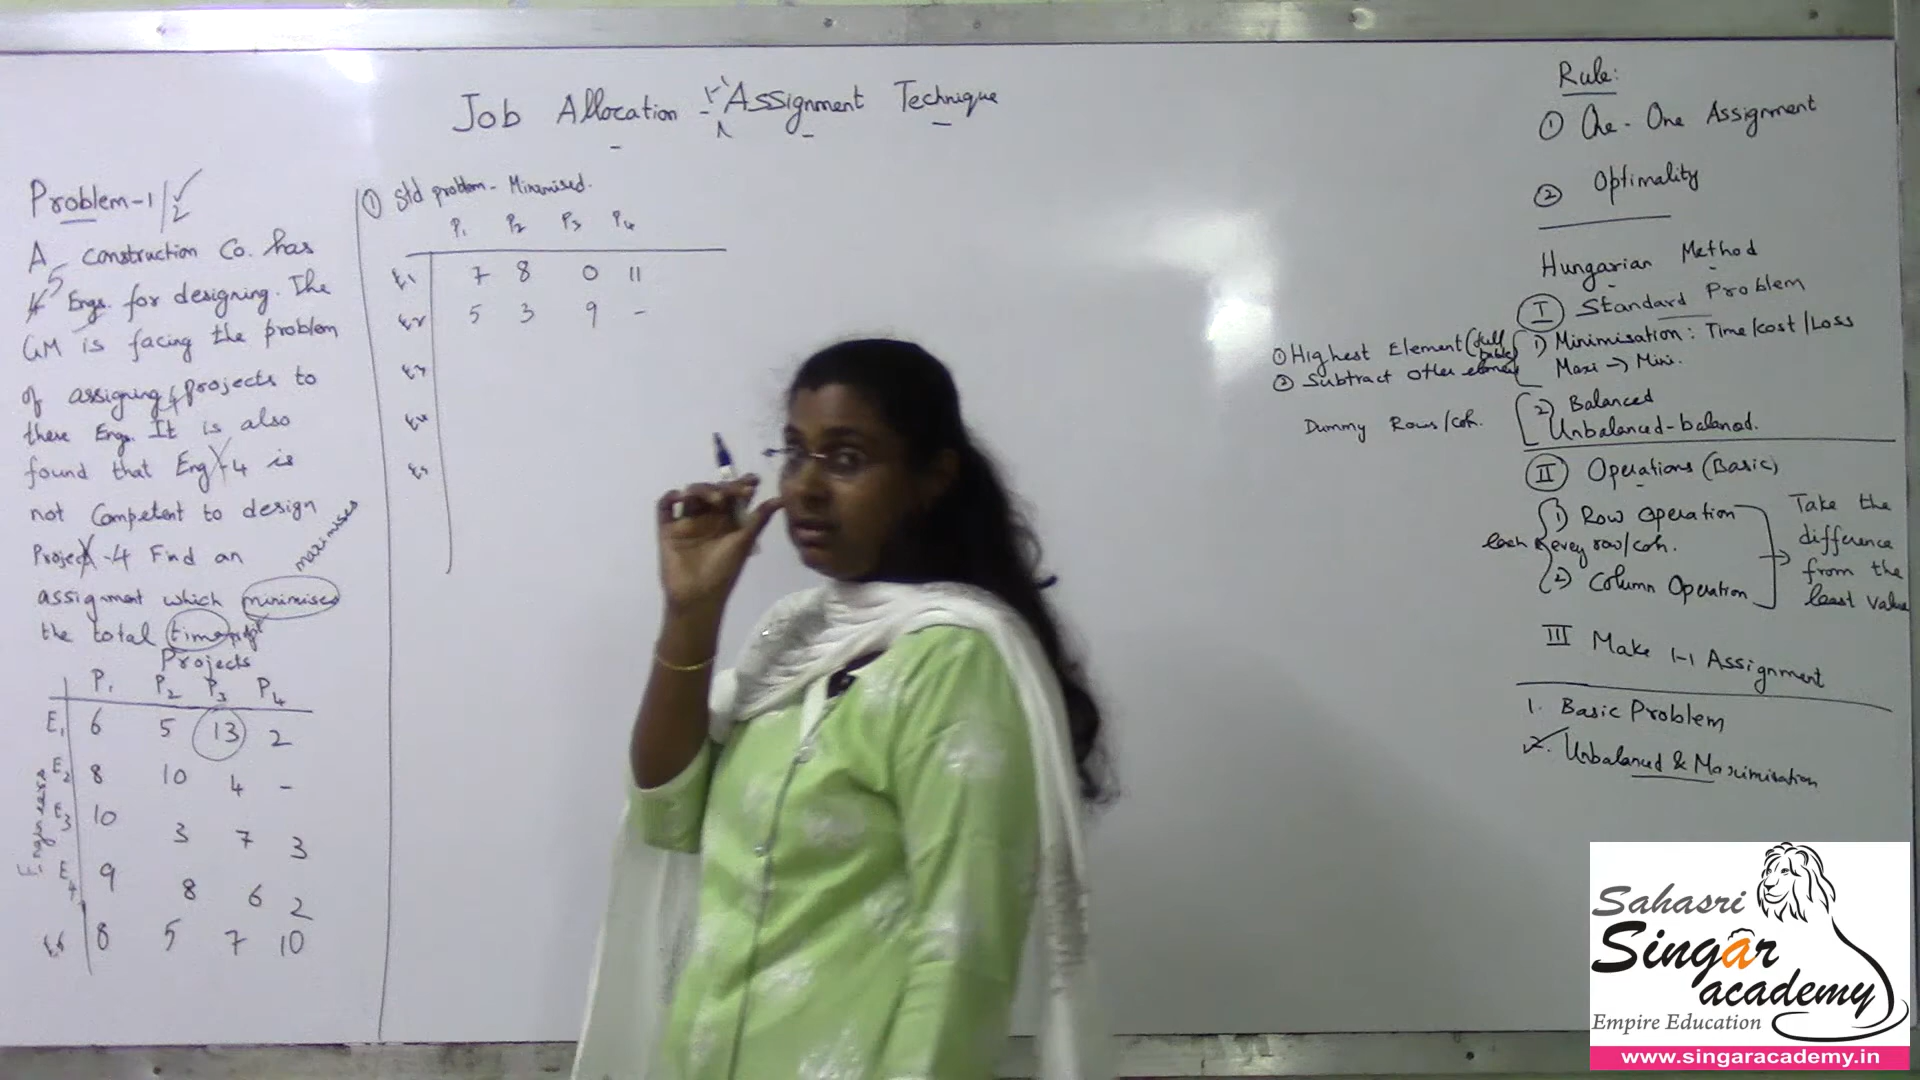 Job Allocation Assignment Technique
Problem-1/2
A construction Co. has
5 Engs. for designing. The
GM is facing the problem
of assigning 4 projects to
these Engs. It is also
found that Eng-4 is
not Competent to design
Project-4 Find an
maximises
assignment which minimises
the total time
Projects
P1 P2 P3 P4
Engineers
E1 6 5 13 2
E2 8 10 4 -
E3 10 3 7 3
E4 9 8 6 2
E5 8 5 7 10
① Std problem - Minimised.
P1 P2 P3 P4
E1 7 8 0 11
E2 5 3 9 -
E3
E4
E5
Rule:
① One-One Assignment
② Optimality
Hungarian Method
I Standard Problem
1) Minimisation: Time/cost/Loss
Maxi → Mini.
① Highest Element (full table)
② Subtract other elements
2) Balanced
Unbalanced-balanced.
Dummy Rows/Coln.
II Operations (Basic)
1) Row Operation
each & every row/coln.
2) Column Operation
Take the
difference
from the
least value
III Make 1-1 Assignment
1. Basic Problem
2. Unbalanced & Maximisation
Sahasri
Singar
academy
Empire Education
www.singaracademy.in